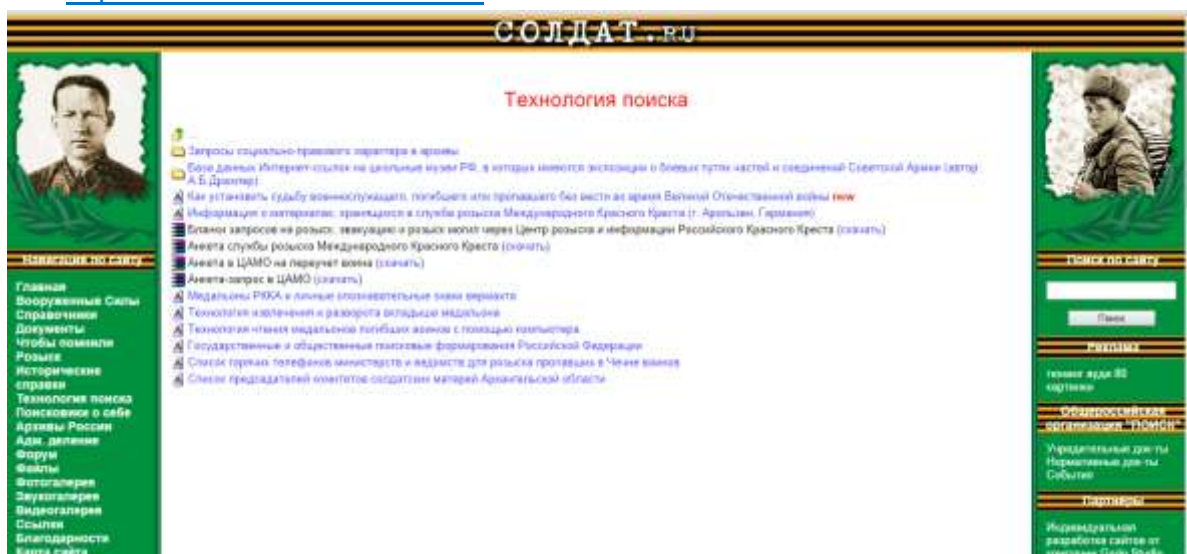 СОЛДАТ.RU
Технология поиска
Запросы социально-правового характера в архивы
База данных Интернет-ссылок на школьные музеи РФ, в которых имеются экспозиции о боевых путях частей и соединений Советской Армии (автор
А.Б.Драхлер)
Как установить судьбу военнослужащего, погибшего или пропавшего без вести во время Великой Отечественной войны new
Информация о материалах, хранящихся в службе розыска Международного Красного Креста (г. Арользен, Германия)
Бланки запросов на розыск, эвакуацию и розыск могил через Центр розыска и информации Российского Красного Креста (скачать)
Анкета службы розыска Международного Красного Креста (скачать)
Анкета в ЦАМО на переучет воина (скачать)
Анкета-запрос в ЦАМО (скачать)
Медальоны РККА и личные опознавательные знаки вермахта
Технология извлечения и разворота вкладыша медальона
Технология чтения медальонов погибших воинов с помощью компьютера
Государственные и общественные поисковые формирования Российской Федерации
Список горячих телефонов министерств и ведомств для розыска пропавших в Чечне воинов
Список председателей комитетов солдатских матерей Архангельской области
Навигация по сайту
Главная
Вооруженные Силы
Справочники
Документы
Чтобы помнили
Розыск
Исторические
справки
Технология поиска
Поисковики о себе
Архивы России
Адм. деление
Форум
Файлы
Фотогалерея
Звукогалерея
Видеогалерея
Ссылки
Благодарности
Карта сайта
Поиск по сайту
Поиск
Реклама
тюнинг ауди 80
картинки
Общероссийская
организация "ПОИСК"
Учредительные док-ты
Нормативные док-ты
События
Партнеры
Индивидуальная
разработка сайтов от
компании Studio